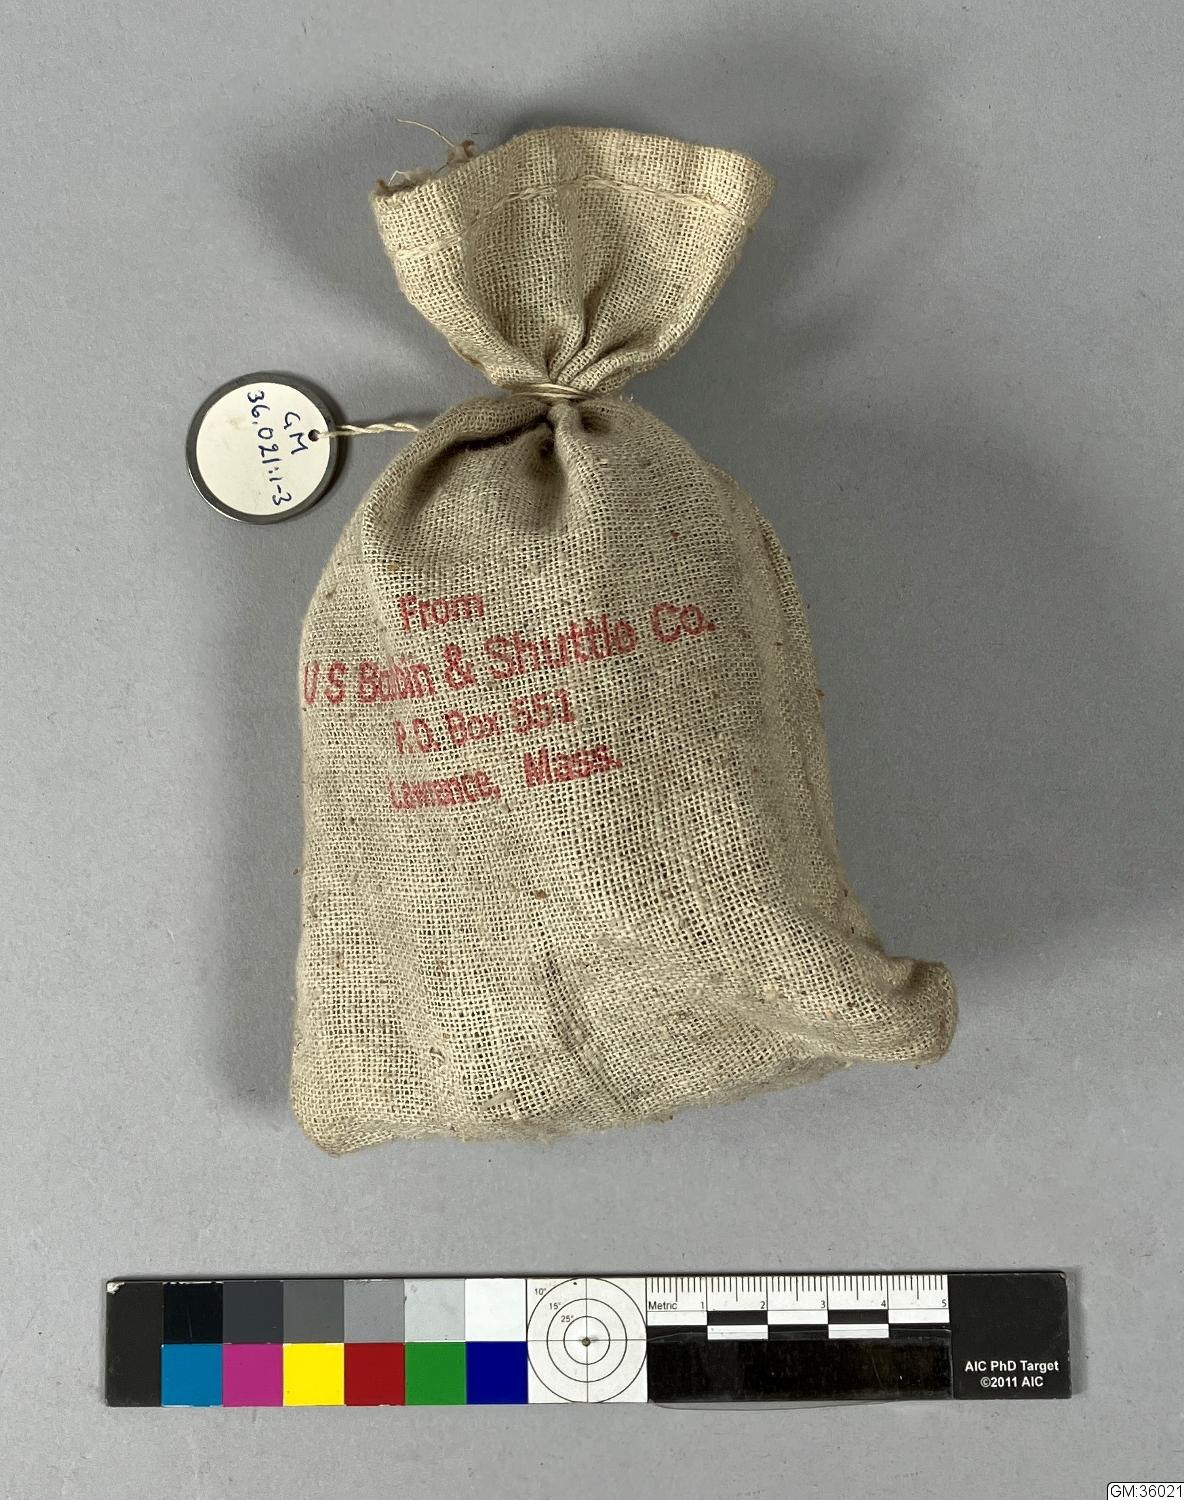 GM
36.021:1-3
From
U S Bobbin & Shuttle Co.
P.O. Box 551
Lawrence, Mass.
10°
15°
25°
Metric 1 2 3 4 5
AIC PhD Target
©2011 AIC
GM:36021